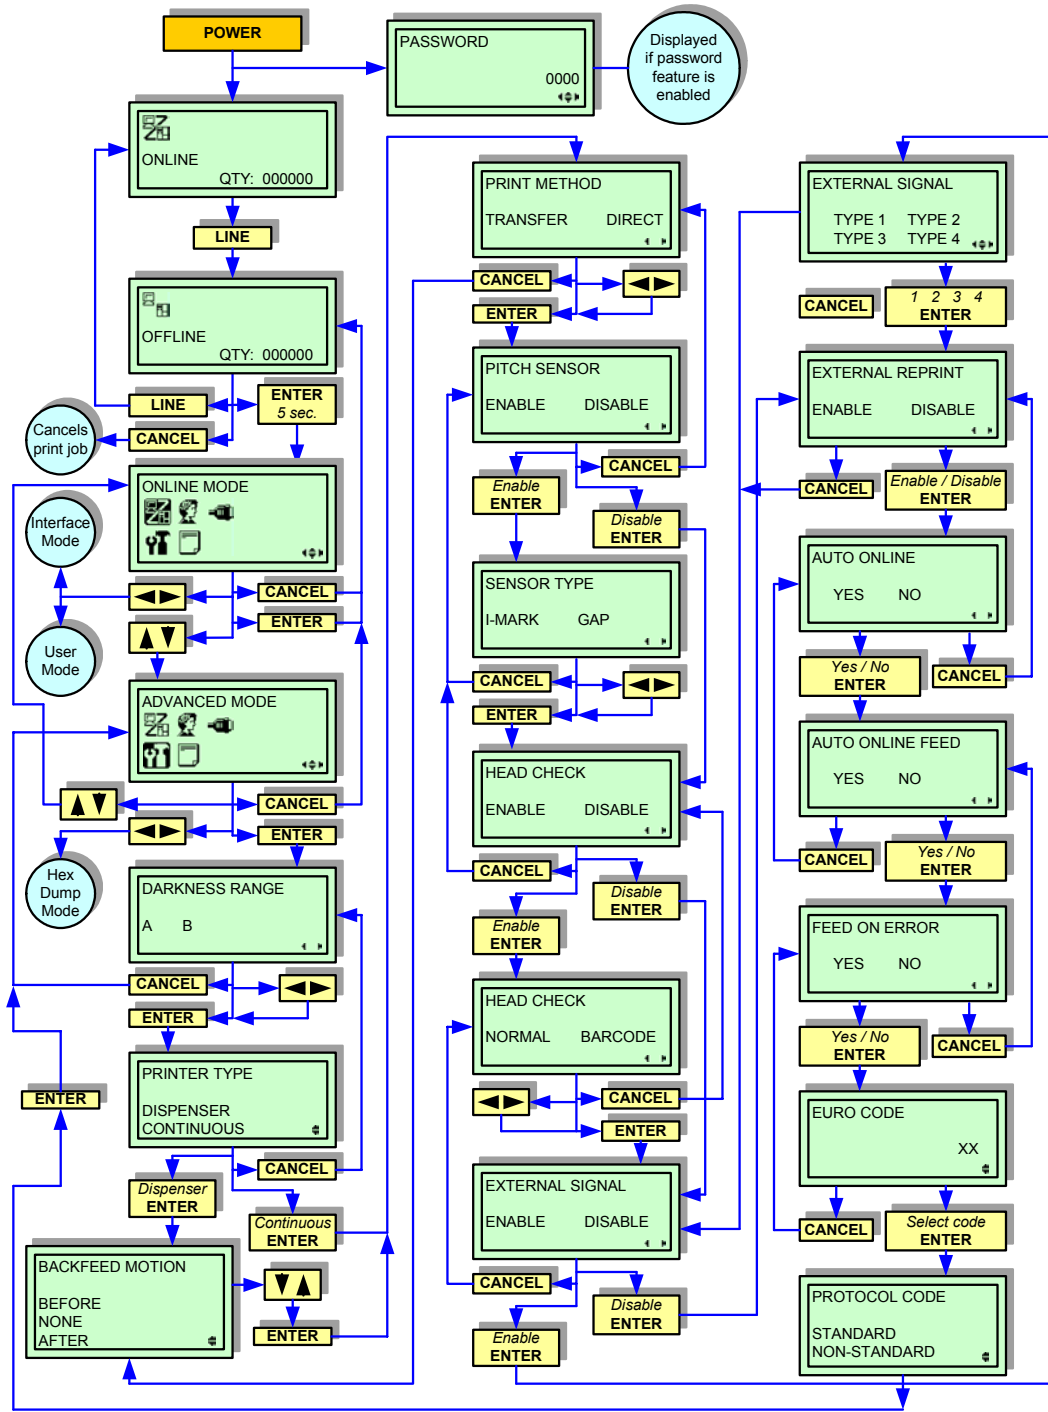 POWER
PASSWORD
0000
Displayed
if password
feature is
enabled
ONLINE
QTY: 000000
LINE
OFFLINE
QTY: 000000
LINE
ENTER
5 sec.
CANCEL
Cancels
print job
ONLINE MODE
Interface
Mode
CANCEL
ENTER
User
Mode
ADVANCED MODE
CANCEL
ENTER
Hex
Dump
Mode
DARKNESS RANGE
A B
CANCEL
ENTER
PRINTER TYPE
DISPENSER
CONTINUOUS
ENTER
CANCEL
Dispenser
ENTER
Continuous
ENTER
BACKFEED MOTION
BEFORE
NONE
AFTER
ENTER
PRINT METHOD
TRANSFER DIRECT
CANCEL
ENTER
PITCH SENSOR
ENABLE DISABLE
CANCEL
Enable
ENTER
Disable
ENTER
SENSOR TYPE
I-MARK GAP
CANCEL
ENTER
HEAD CHECK
ENABLE DISABLE
CANCEL
Disable
ENTER
Enable
ENTER
HEAD CHECK
NORMAL BARCODE
CANCEL
ENTER
EXTERNAL SIGNAL
ENABLE DISABLE
CANCEL
Disable
ENTER
Enable
ENTER
EXTERNAL SIGNAL
TYPE 1 TYPE 2
TYPE 3 TYPE 4
CANCEL
1 2 3 4
ENTER
EXTERNAL REPRINT
ENABLE DISABLE
CANCEL
Enable / Disable
ENTER
AUTO ONLINE
YES NO
Yes / No
ENTER
CANCEL
AUTO ONLINE FEED
YES NO
CANCEL
Yes / No
ENTER
FEED ON ERROR
YES NO
Yes / No
ENTER
CANCEL
EURO CODE
XX
CANCEL
Select code
ENTER
PROTOCOL CODE
STANDARD
NON-STANDARD